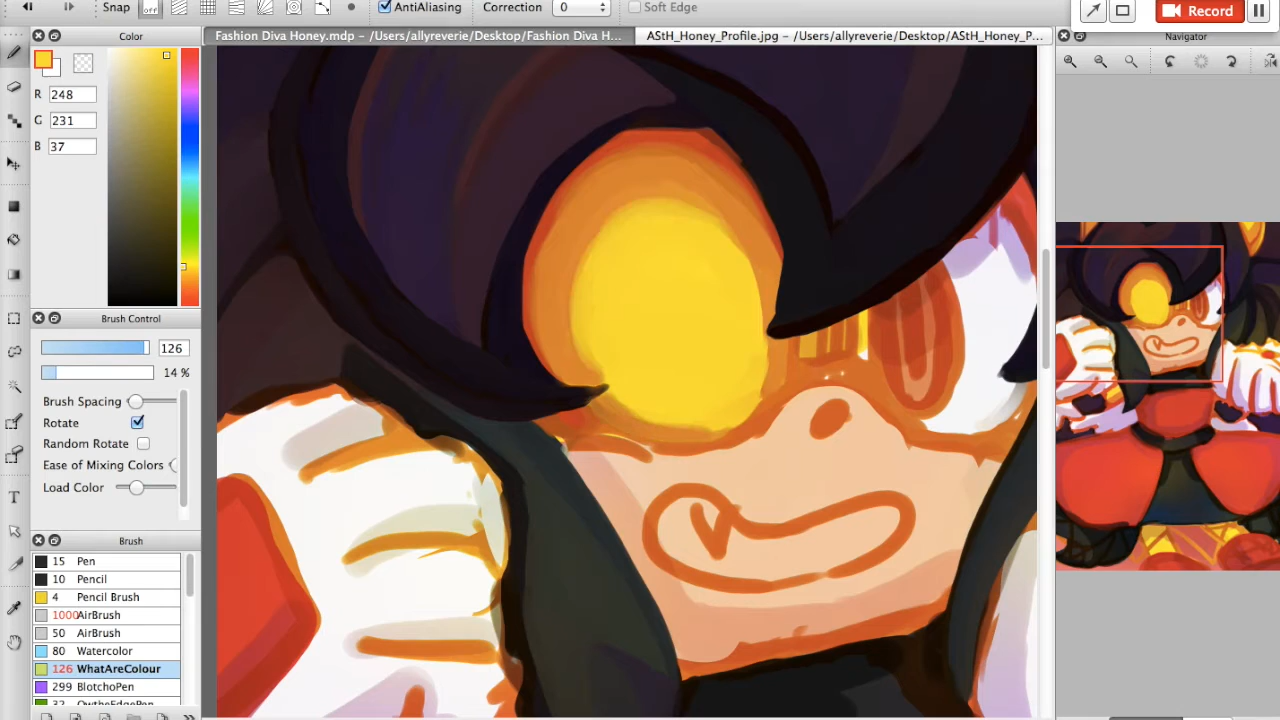 Snap off AntiAliasing Correction 0 Soft Edge
Record
Color
Fashion Diva Honey.mdp – /Users/allyreverie/Desktop/Fashion Diva H...
AStH_Honey_Profile.jpg – /Users/allyreverie/Desktop/AStH_Honey_P...
Navigator
R 248
G 231
B 37
Brush Control
126
14 %
Brush Spacing
Rotate
Random Rotate
Ease of Mixing Colors
Load Color
Brush
15 Pen
10 Pencil
4 Pencil Brush
1000 AirBrush
50 AirBrush
80 Watercolor
126 WhatAreColour
299 BlotchoPen
32 OwtheEdgePen